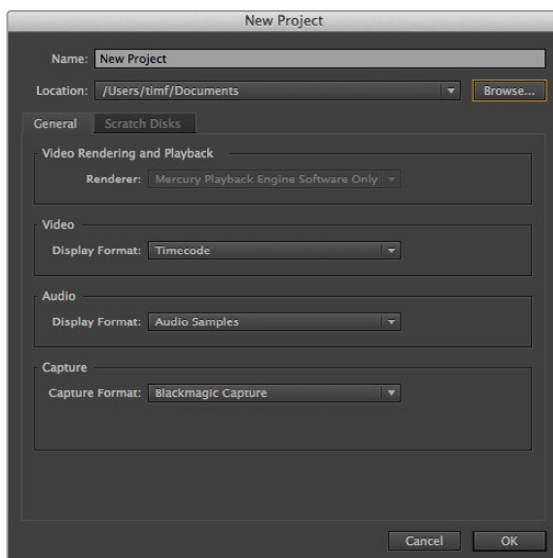 New Project
Name: New Project
Location: /Users/timf/Documents Browse...
General Scratch Disks
Video Rendering and Playback
Renderer: Mercury Playback Engine Software Only
Video
Display Format: Timecode
Audio
Display Format: Audio Samples
Capture
Capture Format: Blackmagic Capture
Cancel OK